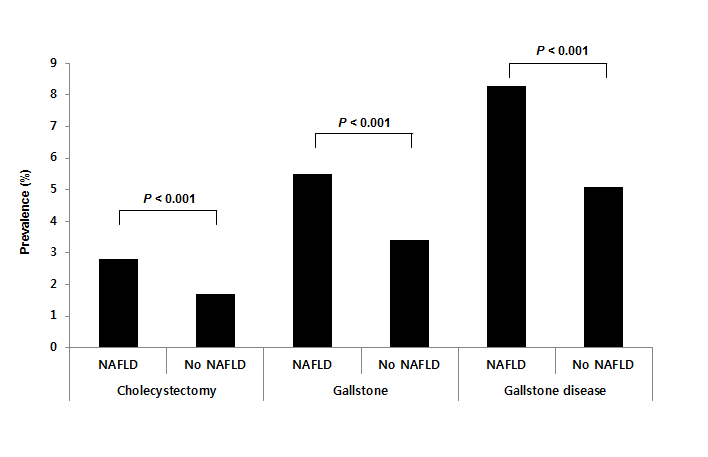 P < 0.001
9
8
7
6
5
4
3
2
1
0
Prevalence (%)
P < 0.001
P < 0.001
NAFLD No NAFLD NAFLD No NAFLD NAFLD No NAFLD
Cholecystectomy Gallstone Gallstone disease